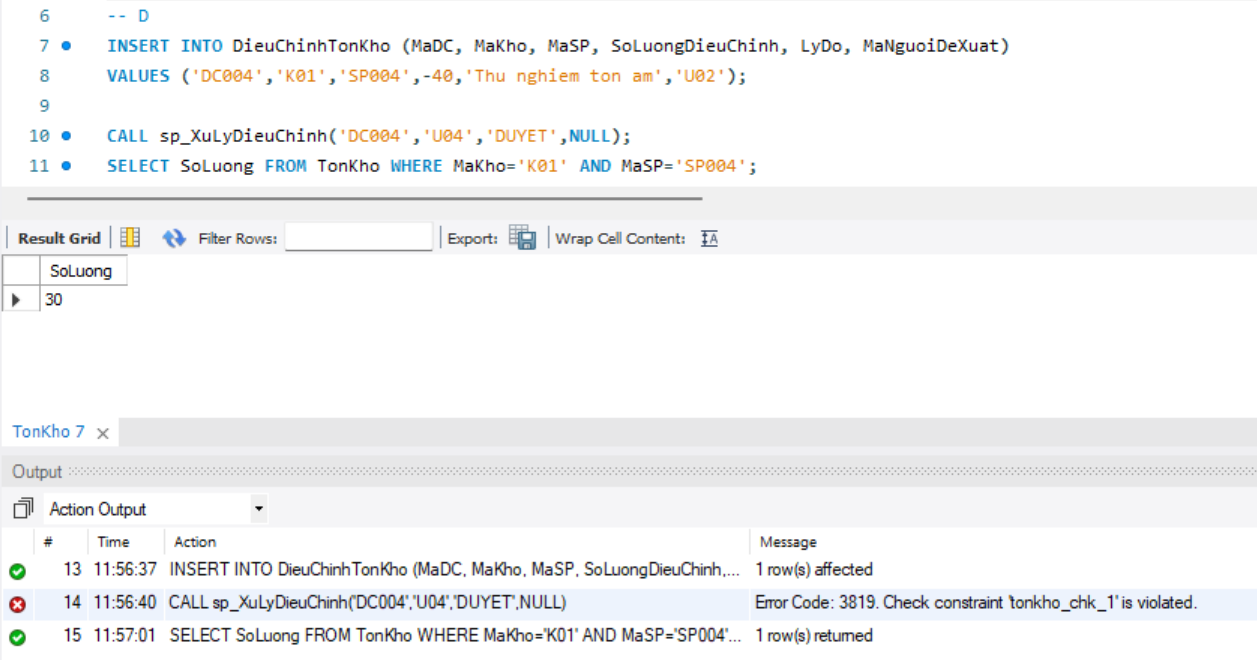 6 -- D
7 INSERT INTO DieuChinhTonKho (MaDC, MaKho, MaSP, SoLuongDieuChinh, LyDo, MaNguoiDeXuat)
8 VALUES ('DC004','K01','SP004',-40,'Thu nghiem ton am','U02');
9
10 CALL sp_XuLyDieuChinh('DC004','U04','DUYET',NULL);
11 SELECT SoLuong FROM TonKho WHERE MaKho='K01' AND MaSP='SP004';
Result Grid Filter Rows: Export: Wrap Cell Content: IA
SoLuong
30
TonKho 7
Output
Action Output
# Time Action Message
13 11:56:37 INSERT INTO DieuChinhTonKho (MaDC, MaKho, MaSP, SoLuongDieuChinh,... 1 row(s) affected
14 11:56:40 CALL sp_XuLyDieuChinh('DC004','U04','DUYET',NULL) Error Code: 3819. Check constraint 'tonkho_chk_1' is violated.
15 11:57:01 SELECT SoLuong FROM TonKho WHERE MaKho='K01' AND MaSP='SP004'... 1 row(s) returned